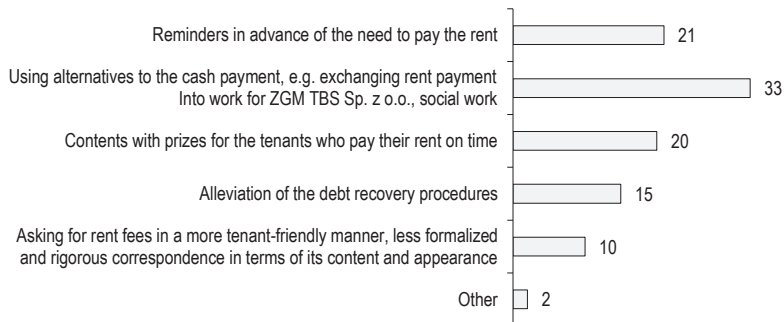 Reminders in advance of the need to pay the rent 21
Using alternatives to the cash payment, e.g. exchanging rent payment
Into work for ZGM TBS Sp. z o.o., social work 33
Contents with prizes for the tenants who pay their rent on time 20
Alleviation of the debt recovery procedures 15
Asking for rent fees in a more tenant-friendly manner, less formalized
and rigorous correspondence in terms of its content and appearance 10
Other 2